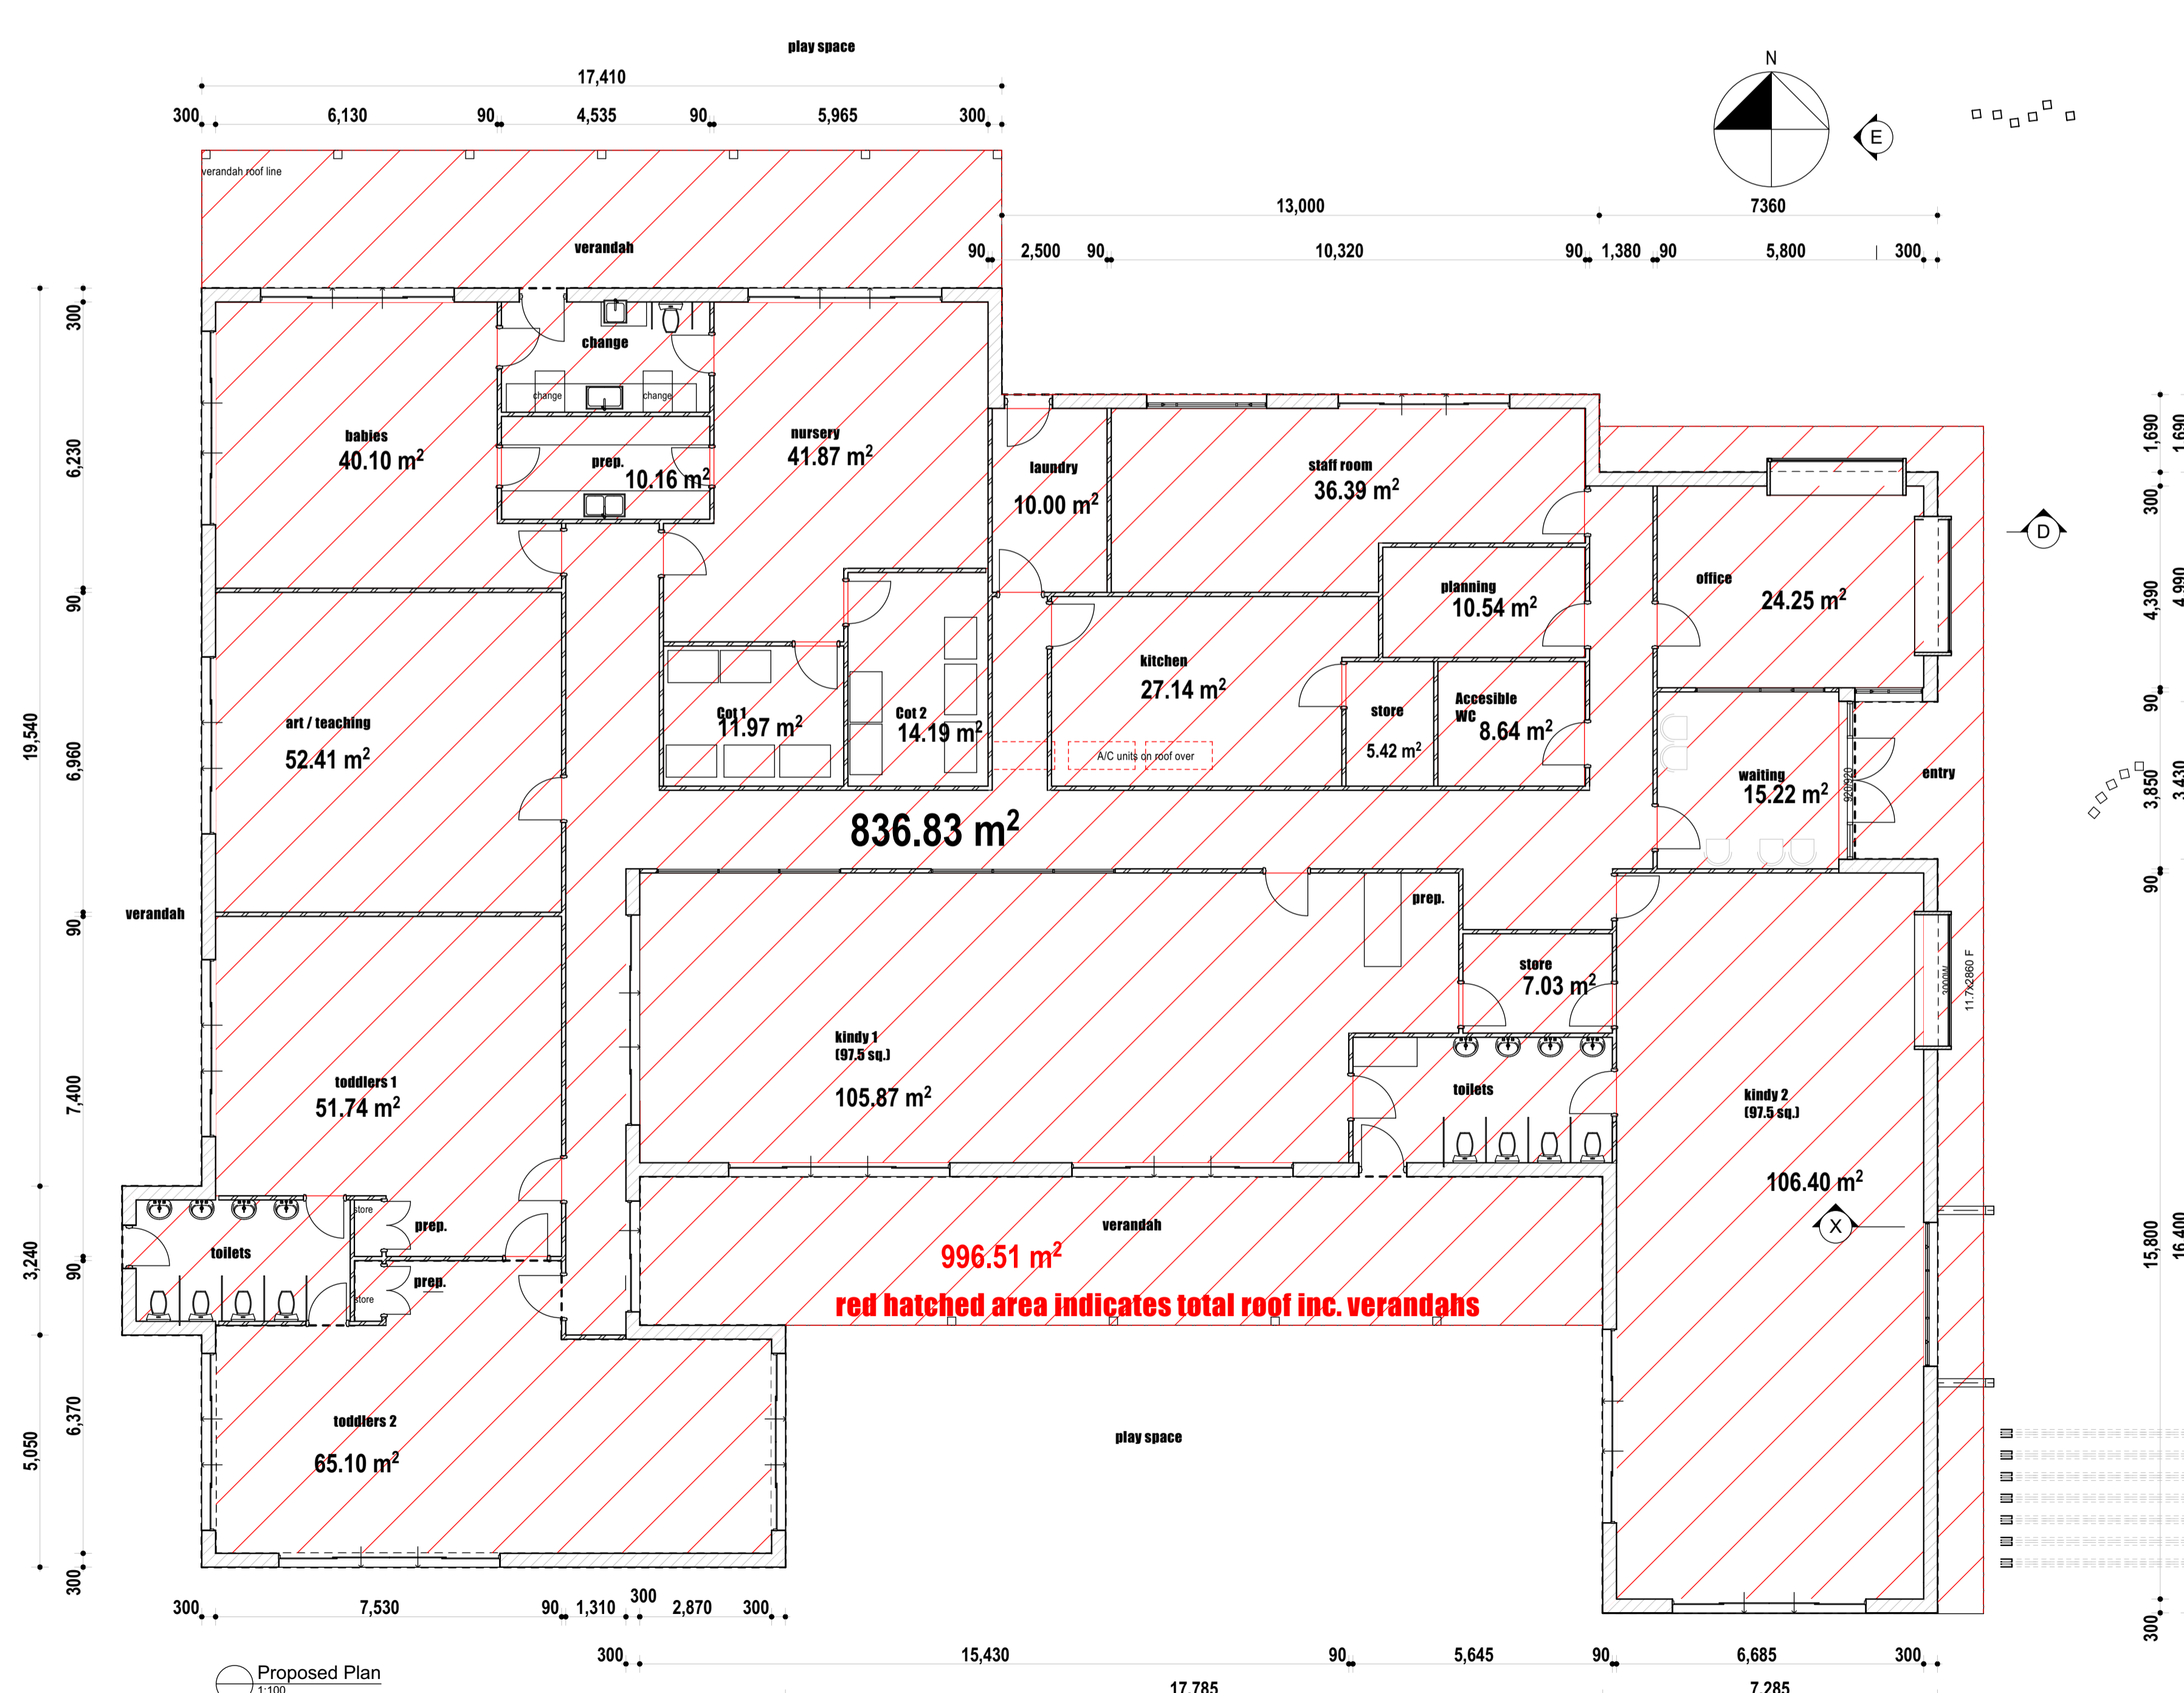 play space
17,410
300 6,130 90 4,535 90 5,965 300
N
E
verandah roof line
verandah
13,000 7360
90 2,500 90 10,320 90 1,380 90 5,800 300
300
change
change change
babies
40.10 m²
prep.
10.16 m²
nursery
41.87 m²
laundry
10.00 m²
staff room
36.39 m²
planning
10.54 m²
office
24.25 m²
D
6,230
90
1,690 1,690
300
4,390 4,990
90
art / teaching
52.41 m²
Cot 1
11.97 m²
Cot 2
14.19 m²
kitchen
27.14 m²
A/C units on roof over
store
5.42 m²
Accesible
WC
8.64 m²
waiting
15.22 m²
920/920
entry
19,540
6,960
3,850 3,430
836.83 m²
verandah
90
90
prep.
store
7.03 m²
3000W
11.7x2860 F
kindy 1
(97.5 sq.)
105.87 m²
toddlers 1
51.74 m²
7,400
toilets
kindy 2
(97.5 sq.)
106.40 m²
X
store
prep.
toilets
prep.
store
3,240
90
verandah
996.51 m²
red hatched area indicates total roof inc. verandahs
15,800 16,400
toddlers 2
65.10 m²
play space
5,050
6,370
300
300
300 7,530 90 1,310 300 2,870 300
300 15,430 90 5,645 90 6,685 300
Proposed Plan
1:100
17,785 7,285